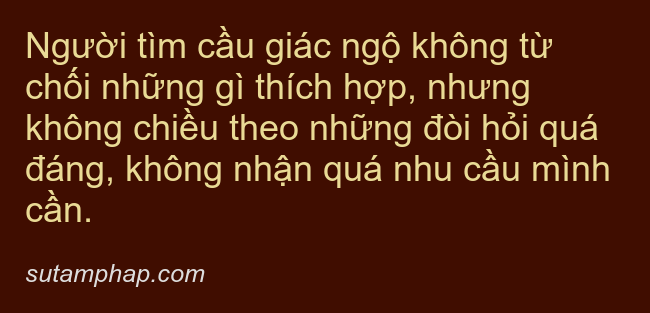 Người tìm cầu giác ngộ không từ
chối những gì thích hợp, nhưng
không chiều theo những đòi hỏi quá
đáng, không nhận quá nhu cầu mình
cần.
sutamphap.com